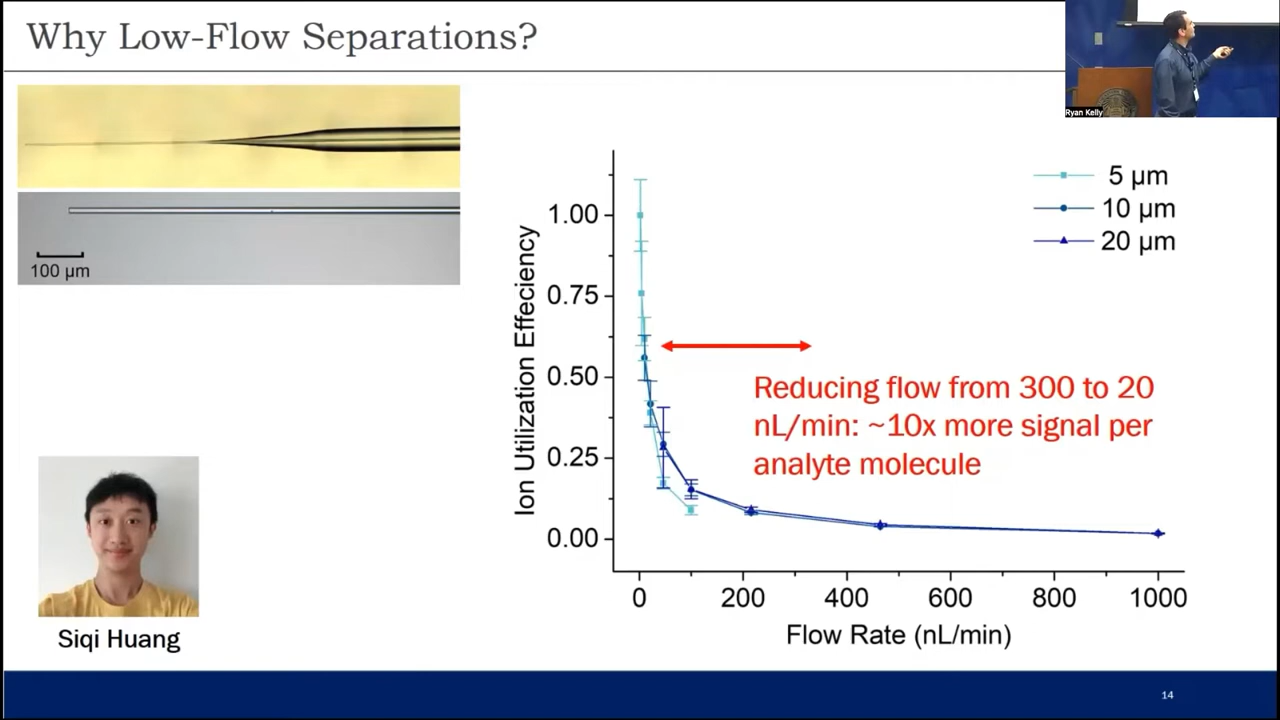 Why Low-Flow Separations?
Ryan Kelly
100 µm
5 µm
10 µm
20 µm
1.00
0.75
0.50
0.25
0.00
Ion Utilization Effeciency
Reducing flow from 300 to 20
nL/min: ~10x more signal per
analyte molecule
0 200 400 600 800 1000
Flow Rate (nL/min)
Siqi Huang
14